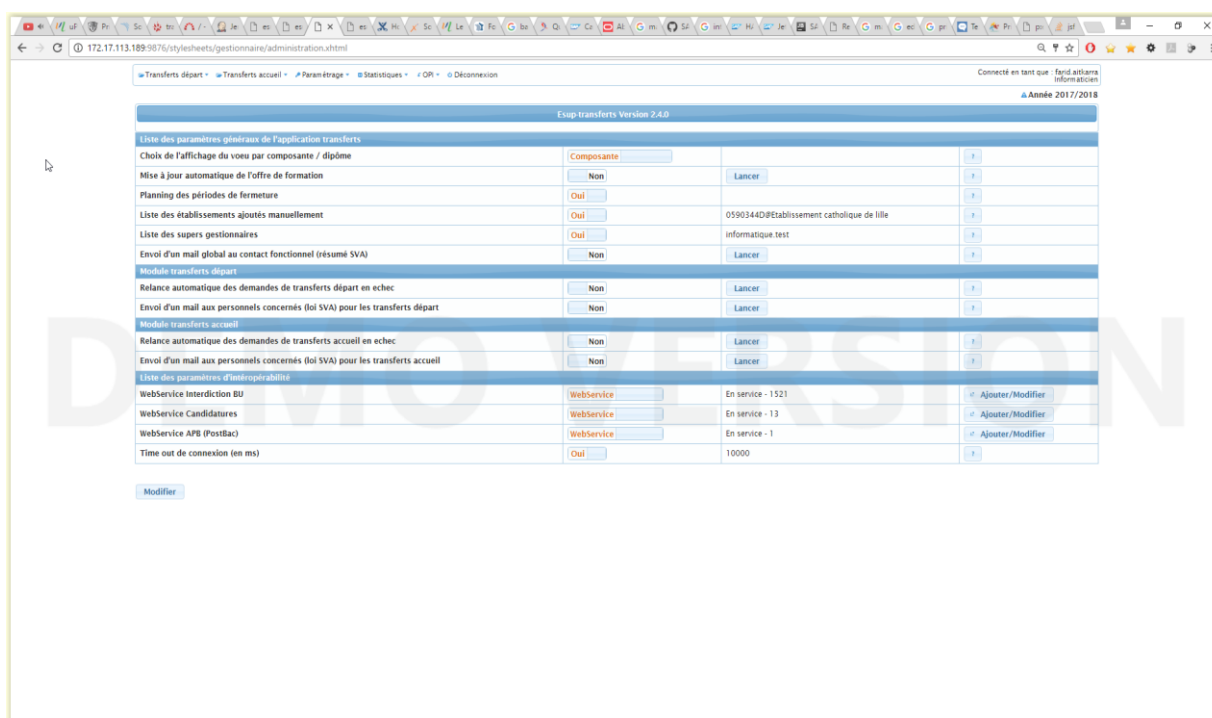 172.17.113.189:9876/stylesheets/gestionnaire/administration.xhtml
Transferts départ Transferts accueil Paramétrage Statistiques OPI Déconnexion
Connecté en tant que : farid.aitkarra
Informaticien
Année 2017/2018
Esup-transferts Version 2.4.0
Liste des paramètres généraux de l'application transferts
Choix de l'affichage du voeu par composante / dipôme Composante ?
Mise à jour automatique de l'offre de formation Non Lancer ?
Planning des périodes de fermeture Oui ?
Liste des établissements ajoutés manuellement Oui 0590344D@Etablissement catholique de lille ?
Liste des supers gestionnaires Oui informatique.test ?
Envoi d'un mail global au contact fonctionnel (résumé SVA) Non Lancer ?
Module transferts départ
Relance automatique des demandes de transferts départ en echec Non Lancer ?
Envoi d'un mail aux personnels concernés (loi SVA) pour les transferts départ Non Lancer ?
Module transferts accueil
Relance automatique des demandes de transferts accueil en echec Non Lancer ?
Envoi d'un mail aux personnels concernés (loi SVA) pour les transferts accueil Non Lancer ?
Liste des paramètres d'intéropérabilité
WebService Interdiction BU WebService En service - 1521 Ajouter/Modifier
WebService Candidatures WebService En service - 13 Ajouter/Modifier
WebService APB (PostBac) WebService En service - 1 Ajouter/Modifier
Time out de connexion (en ms) Oui 10000 ?
Modifier
DEMO VERSION